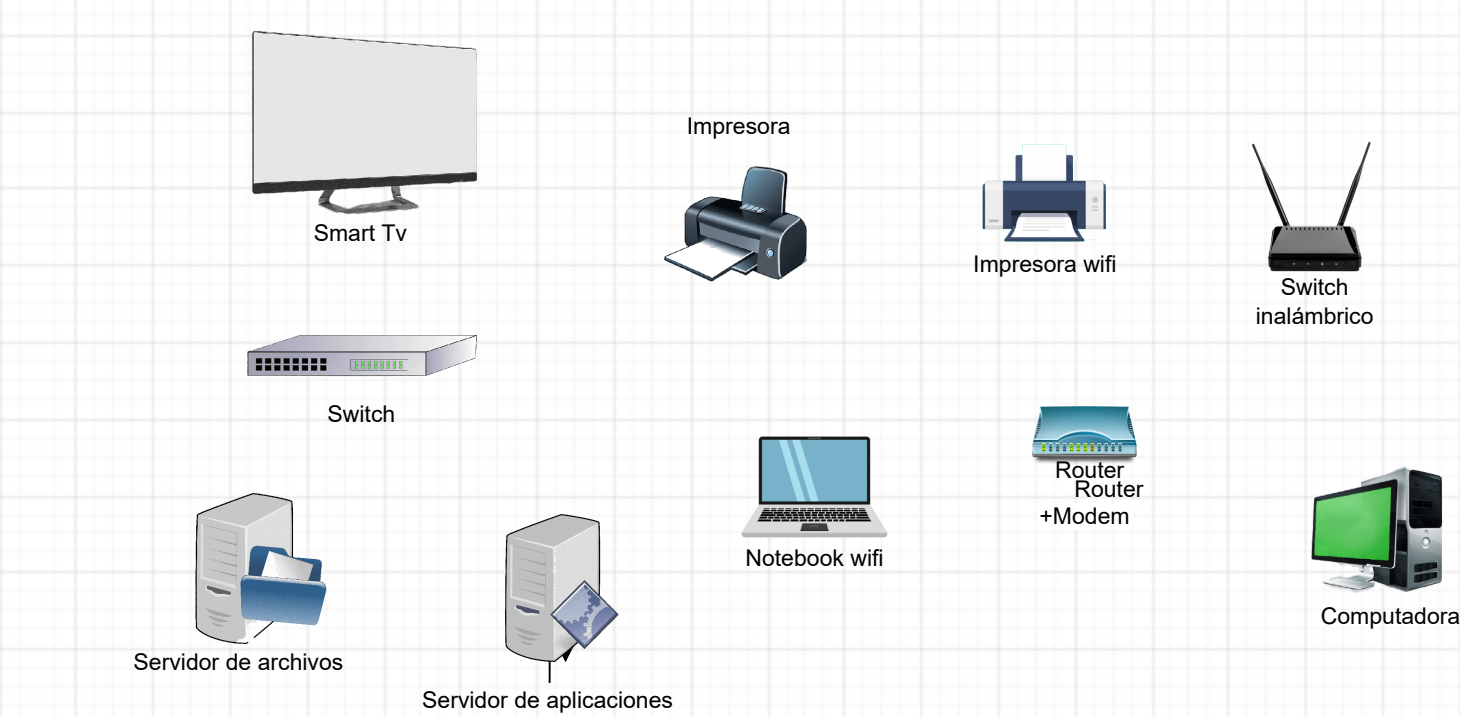 Impresora
Smart Tv
Impresora wifi
Switch
inalámbrico
Switch
Router
Router
+Modem
Notebook wifi
Computadora
Servidor de archivos
Servidor de aplicaciones